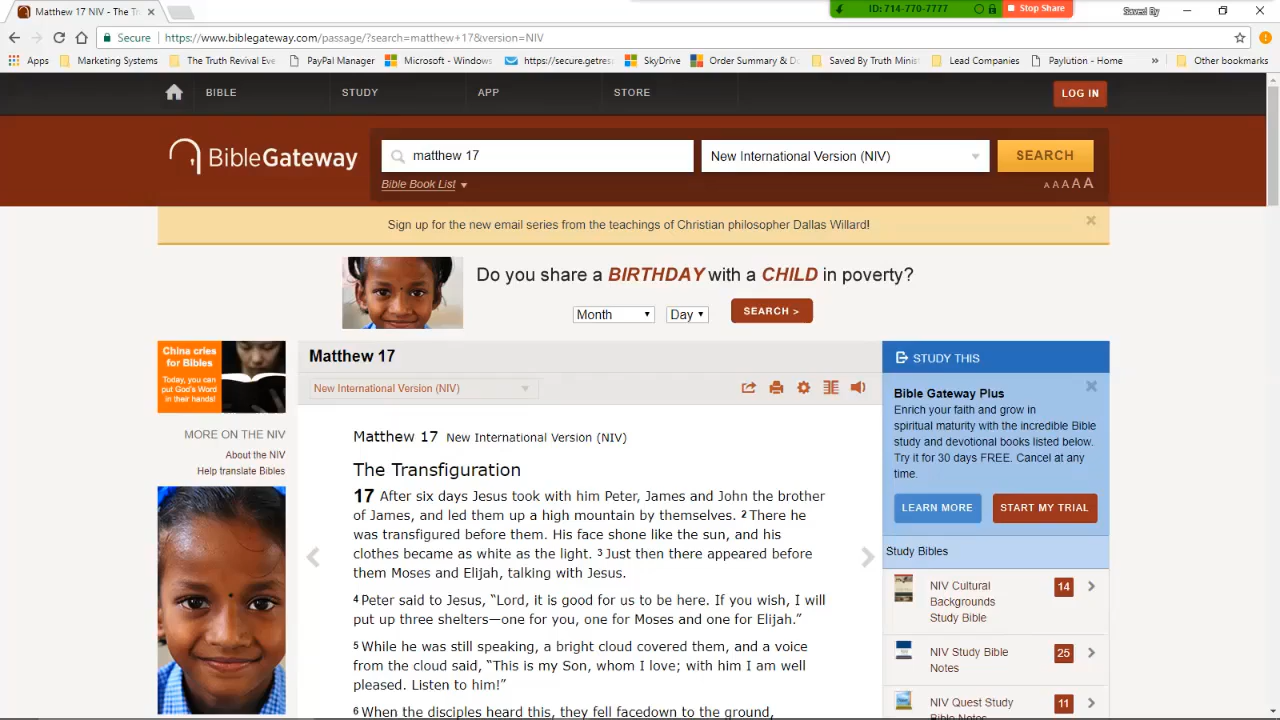 Matthew 17 NIV - The Tr
ID: 714-770-7777
Stop Share
Saved By
Secure
https://www.biblegateway.com/passage/?search=matthew+17&version=NIV
Apps
Marketing Systems
The Truth Revival Eve
PayPal Manager
Microsoft - Windows
https://secure.getres
SkyDrive
Order Summary & D
Saved By Truth Minist
Lead Companies
Paylution - Home
»
Other bookmarks
BIBLE
STUDY
APP
STORE
LOG IN
BibleGateway
matthew 17
New International Version (NIV)
SEARCH
Bible Book List
A A A A A
Sign up for the new email series from the teachings of Christian philosopher Dallas Willard!
Do you share a BIRTHDAY with a CHILD in poverty?
Month
Day
SEARCH >
China cries
for Bibles
Today, you can
put God's Word
in their hands!
MORE ON THE NIV
About the NIV
Help translate Bibles
Matthew 17
New International Version (NIV)
Matthew 17 New International Version (NIV)
The Transfiguration
17 After six days Jesus took with him Peter, James and John the brother
of James, and led them up a high mountain by themselves. 2 There he
was transfigured before them. His face shone like the sun, and his
clothes became as white as the light. 3 Just then there appeared before
them Moses and Elijah, talking with Jesus.
4 Peter said to Jesus, “Lord, it is good for us to be here. If you wish, I will
put up three shelters—one for you, one for Moses and one for Elijah.”
5 While he was still speaking, a bright cloud covered them, and a voice
from the cloud said, “This is my Son, whom I love; with him I am well
pleased. Listen to him!”
6 When the disciples heard this, they fell facedown to the ground,
STUDY THIS
Bible Gateway Plus
Enrich your faith and grow in
spiritual maturity with the incredible Bible
study and devotional books listed below.
Try it for 30 days FREE. Cancel at any
time.
LEARN MORE
START MY TRIAL
Study Bibles
NIV Cultural
Backgrounds
Study Bible
14
NIV Study Bible
Notes
25
NIV Quest Study
Bible Notes
11